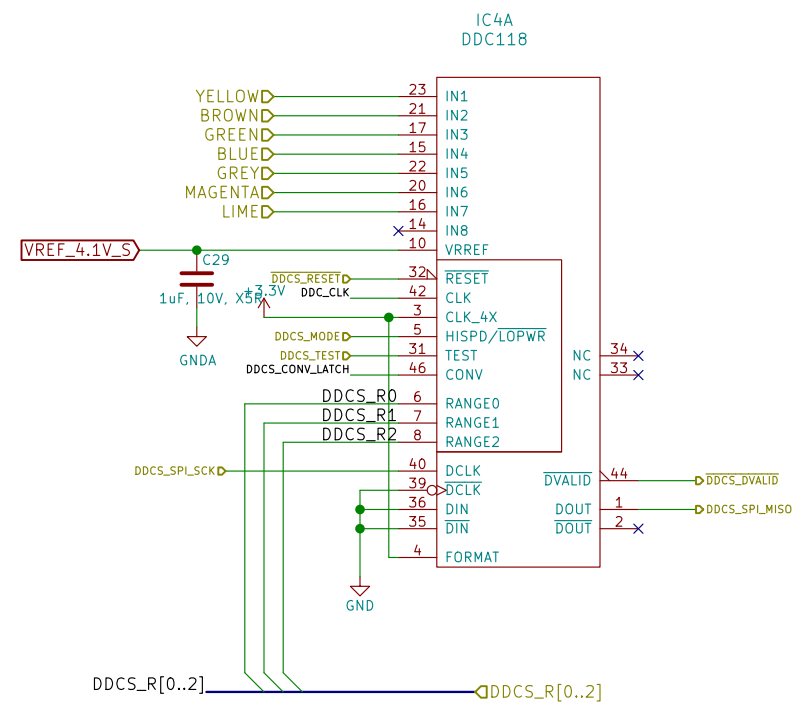 IC4A
DDC118
YELLOW 23 IN1
BROWN 21 IN2
GREEN 17 IN3
BLUE 15 IN4
GREY 22 IN5
MAGENTA 20 IN6
LIME 16 IN7
14 IN8
VREF_4.1V_S 10 VRREF
C29
1uF, 10V, X5R
GNDA
+3.3V
DDCS_RESET 32 RESET
DDC_CLK 42 CLK
3 CLK_4X
DDCS_MODE 5 HISPD/LOPWR
DDCS_TEST 31 TEST NC 34
DDCS_CONV_LATCH 46 CONV NC 33
DDCS_R0 6 RANGE0
DDCS_R1 7 RANGE1
DDCS_R2 8 RANGE2
DDCS_SPI_SCK 40 DCLK
DVALID 44 DDCS_DVALID
39 DCLK
36 DIN DOUT 1 DDCS_SPI_MISO
35 DIN DOUT 2
4 FORMAT
GND
DDCS_R[0..2] DDCS_R[0..2]